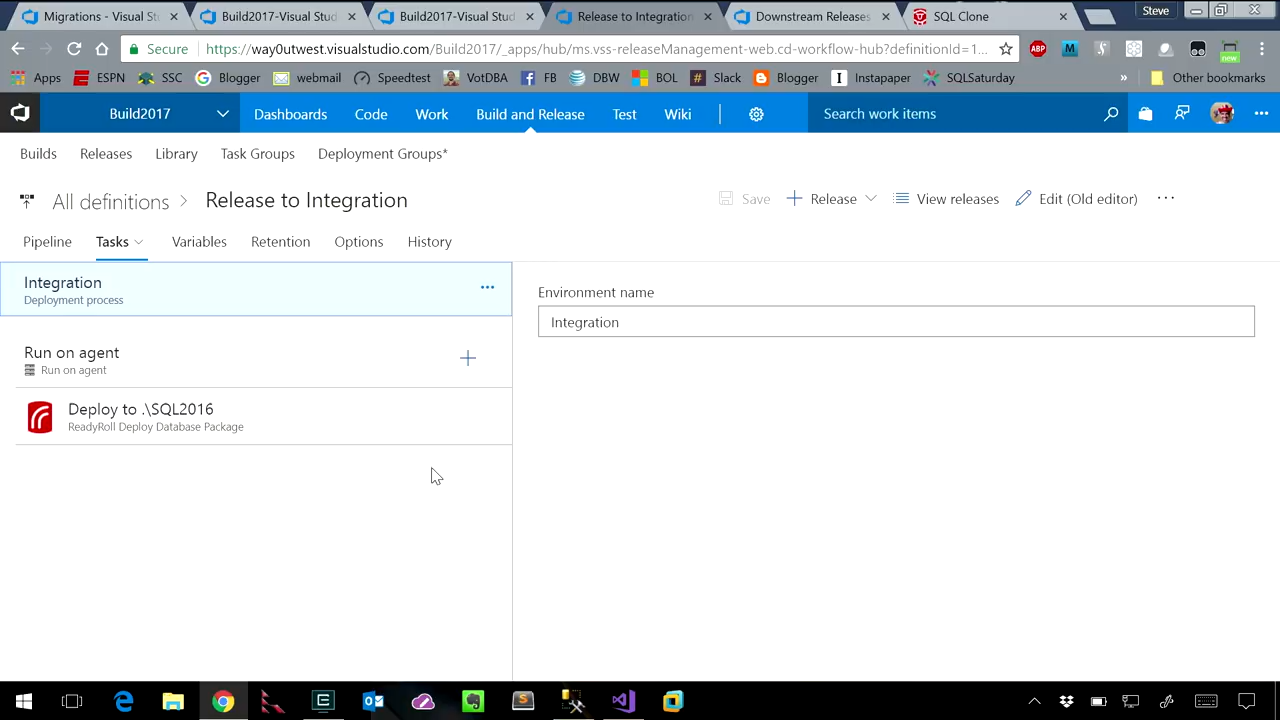 Migrations - Visual St
Build2017-Visual Studi
Build2017-Visual Studi
Release to Integration
Downstream Releases
SQL Clone
Steve
Secure
https://way0utwest.visualstudio.com/Build2017/_apps/hub/ms.vss-releaseManagement-web.cd-workflow-hub?definitionId=1...
ABP
M
new
Apps
ESPN
SSC
Blogger
webmail
Speedtest
VotDBA
FB
DBW
BOL
Slack
Blogger
Instapap
SQLSaturday
»
Other bookmarks
Build2017
Dashboards
Code
Work
Build and Release
Test
Wiki
Search work items
Builds
Releases
Library
Task Groups
Deployment Groups*
All definitions
Release to Integration
Save
Release
View releases
Edit (Old editor)
Pipeline
Tasks
Variables
Retention
Options
History
Integration
Deployment process
Environment name
Integration
Run on agent
Run on agent
Deploy to .\SQL2016
ReadyRoll Deploy Database Package